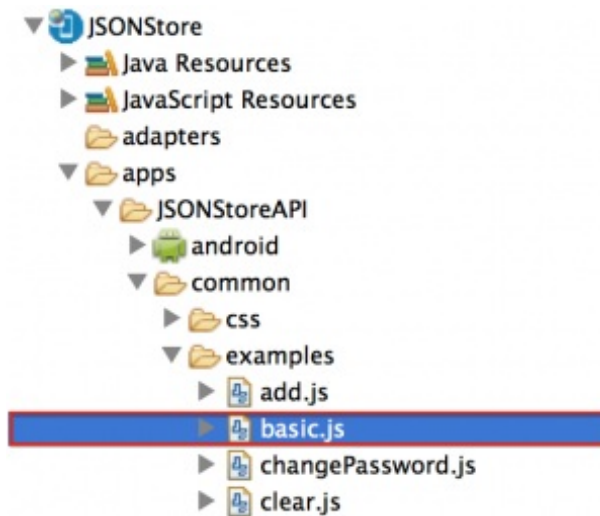 JSONStore
Java Resources
JavaScript Resources
adapters
apps
JSONStoreAPI
android
common
css
examples
add.js
basic.js
changePassword.js
clear.js